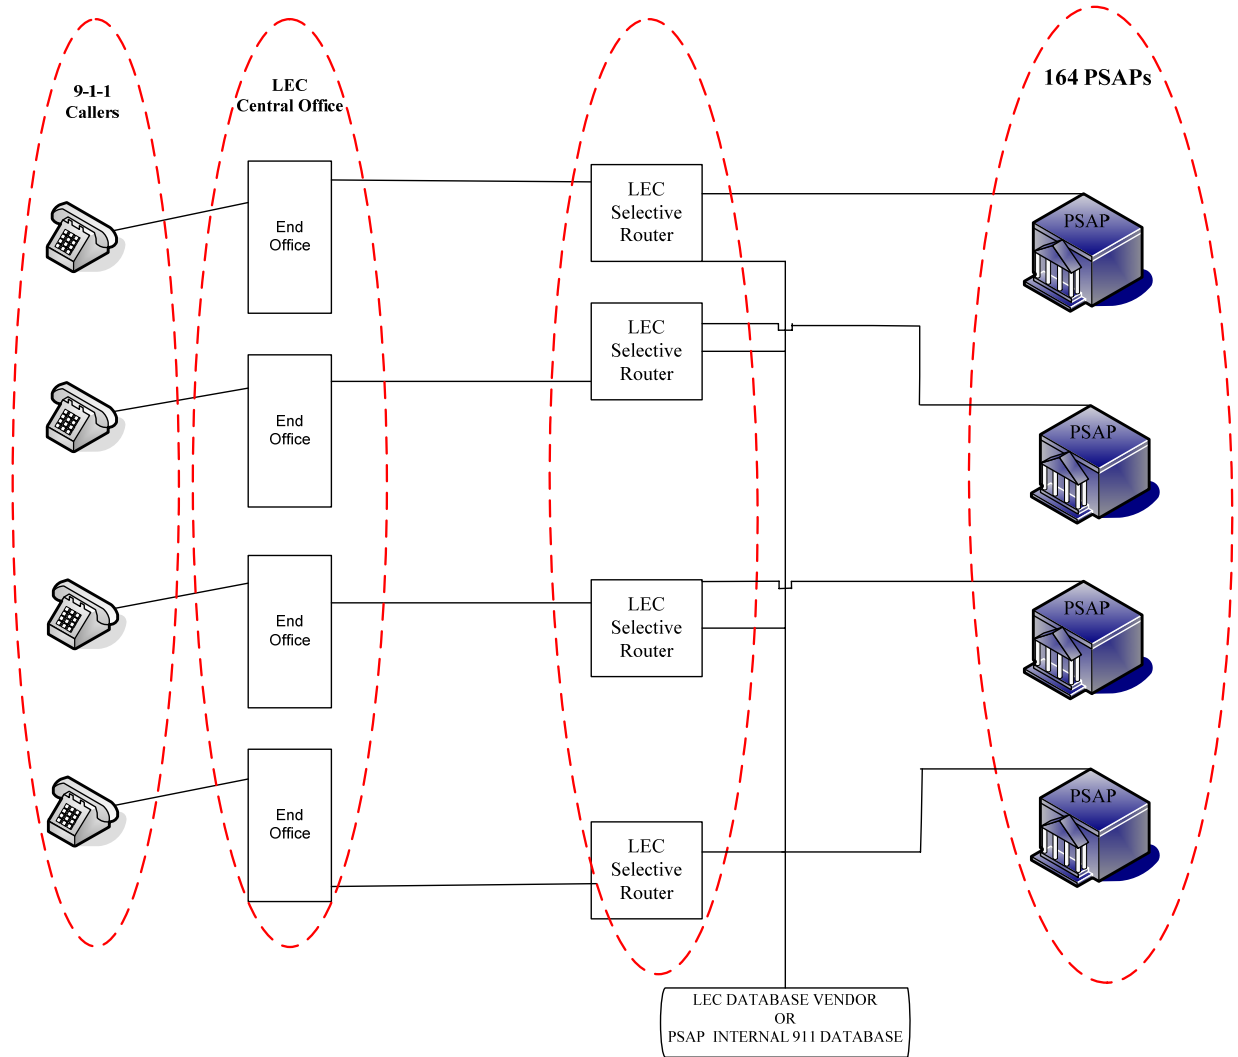 9-1-1
Callers
LEC
Central Office
164 PSAPs
End
Office
LEC
Selective
Router
PSAP
End
Office
LEC
Selective
Router
PSAP
End
Office
LEC
Selective
Router
PSAP
End
Office
LEC
Selective
Router
PSAP
LEC DATABASE VENDOR
OR
PSAP INTERNAL 911 DATABASE